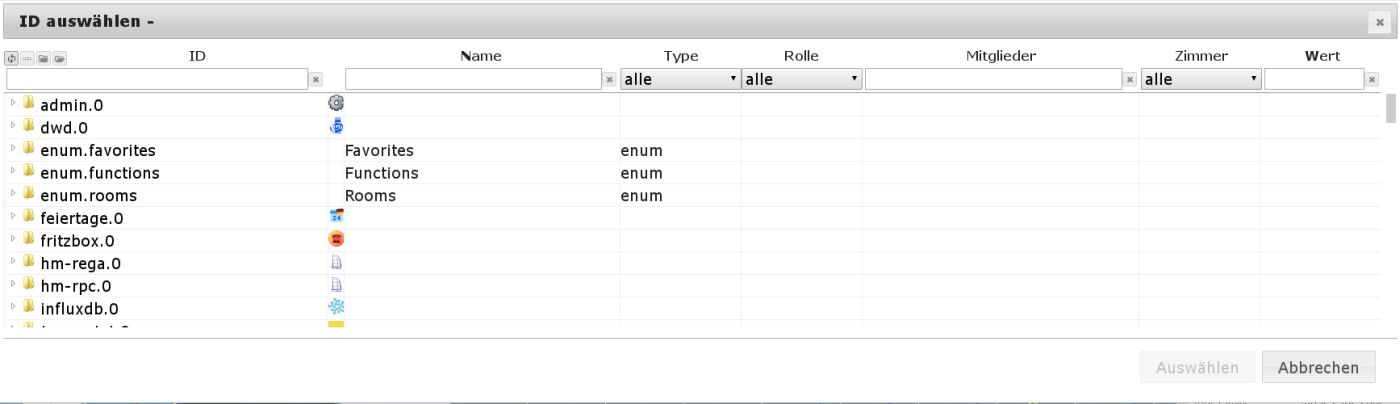 ID auswählen -
ID Name Type Rolle Mitglieder Zimmer Wert
alle alle alle
admin.0
dwd.0
enum.favorites Favorites enum
enum.functions Functions enum
enum.rooms Rooms enum
feiertage.0
24
fritzbox.0
hm-rega.0
hm-rpc.0
influxdb.0
Auswählen Abbrechen